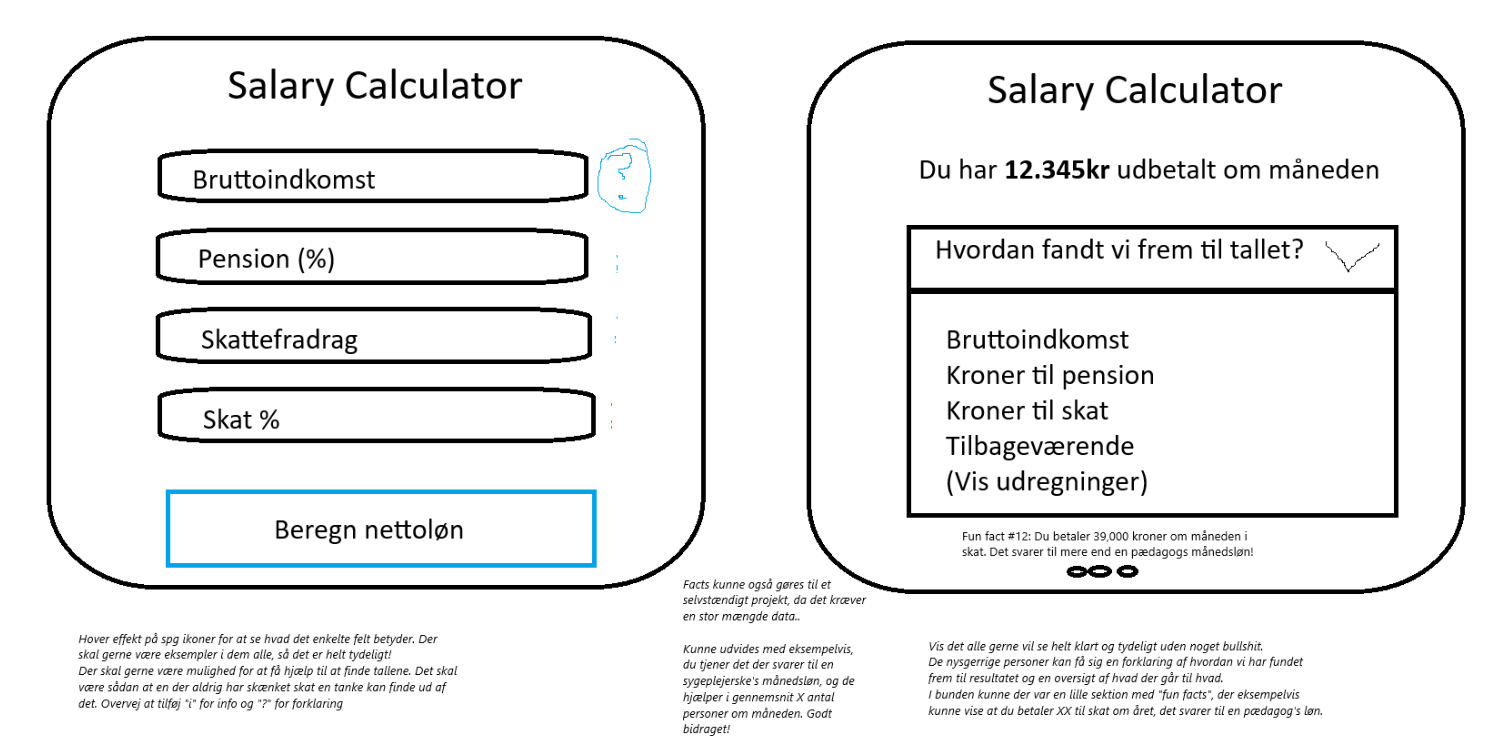 Salary Calculator
Bruttoindkomst
?
Pension (%)
Skattefradrag
Skat %
Beregn nettoløn
Hover effekt på spg ikoner for at se hvad det enkelte felt betyder. Der
skal gerne være eksempler i dem alle, så det er helt tydeligt!
Der skal gerne være mulighed for at få hjælp til at finde tallene. Det skal
være sådan at en der aldrig har skænket skat en tanke kan finde ud af
det. Overvej at tilføj "i" for info og "?" for forklaring
Facts kunne også gøres til et
selvstændigt projekt, da det kræver
en stor mængde data..
Kunne udvides med eksempelvis,
du tjener det der svarer til en
sygeplejerske's månedsløn, og de
hjælper i gennemsnit X antal
personer om måneden. Godt
bidraget!
Salary Calculator
Du har 12.345kr udbetalt om måneden
Hvordan fandt vi frem til tallet?
Bruttoindkomst
Kroner til pension
Kroner til skat
Tilbageværende
(Vis udregninger)
Fun fact #12: Du betaler 39,000 kroner om måneden i
skat. Det svarer til mere end en pædagogs månedsløn!
Vis det alle gerne vil se helt klart og tydeligt uden noget bullshit.
De nysgerrige personer kan få sig en forklaring af hvordan vi har fundet
frem til resultatet og en oversigt af hvad der går til hvad.
I bunden kunne der var en lille sektion med "fun facts", der eksempelvis
kunne vise at du betaler XX til skat om året, det svarer til en pædagog's løn.